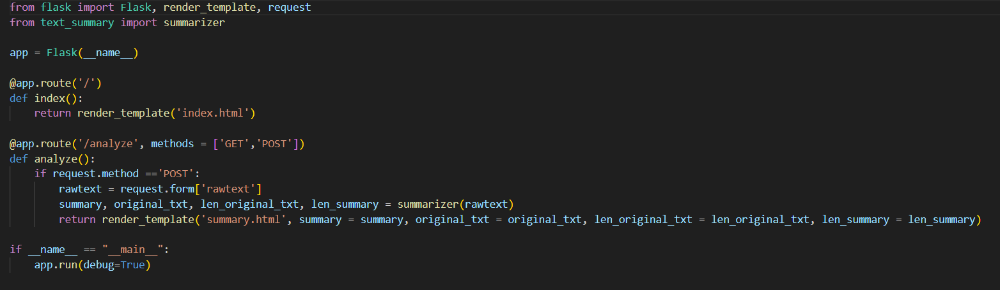 from flask import Flask, render_template, request
from text_summary import summarizer

app = Flask(__name__)

@app.route('/')
def index():
    return render_template('index.html')

@app.route('/analyze', methods = ['GET','POST'])
def analyze():
    if request.method =='POST':
        rawtext = request.form['rawtext']
        summary, original_txt, len_original_txt, len_summary = summarizer(rawtext)
        return render_template('summary.html', summary = summary, original_txt = original_txt, len_original_txt = len_original_txt, len_summary = len_summary)

if __name__ == "__main__":
    app.run(debug=True)